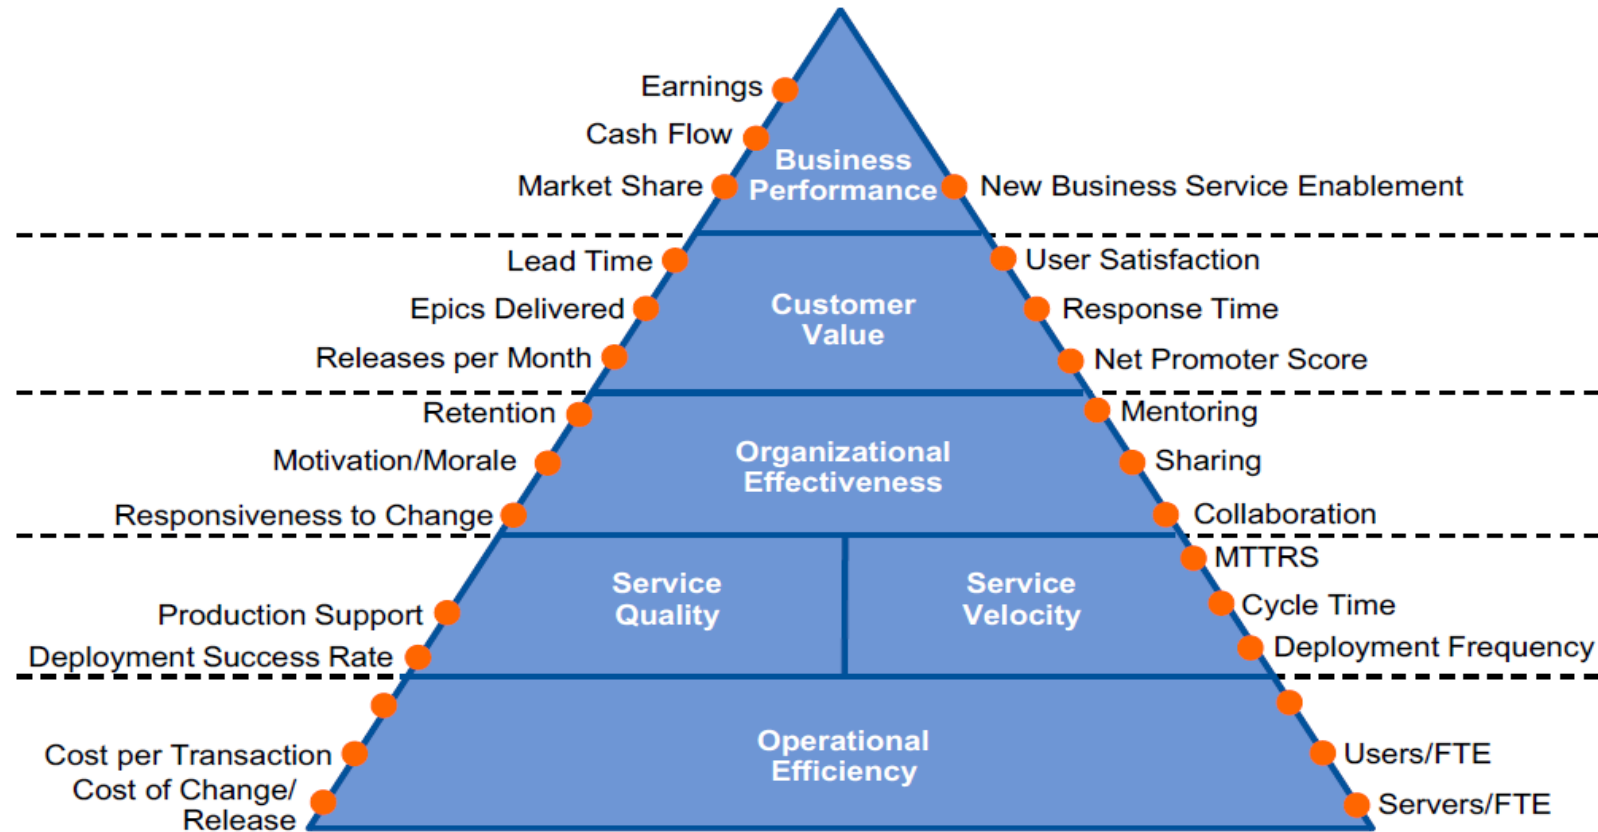 Earnings
Cash Flow
Business
Performance
Market Share
New Business Service Enablement
Lead Time
User Satisfaction
Epics Delivered
Customer
Value
Response Time
Releases per Month
Net Promoter Score
Retention
Mentoring
Motivation/Morale
Organizational
Effectiveness
Sharing
Responsiveness to Change
Collaboration
MTTRS
Service
Quality
Service
Velocity
Production Support
Cycle Time
Deployment Success Rate
Deployment Frequency
Cost per Transaction
Operational
Efficiency
Users/FTE
Cost of Change/
Release
Servers/FTE